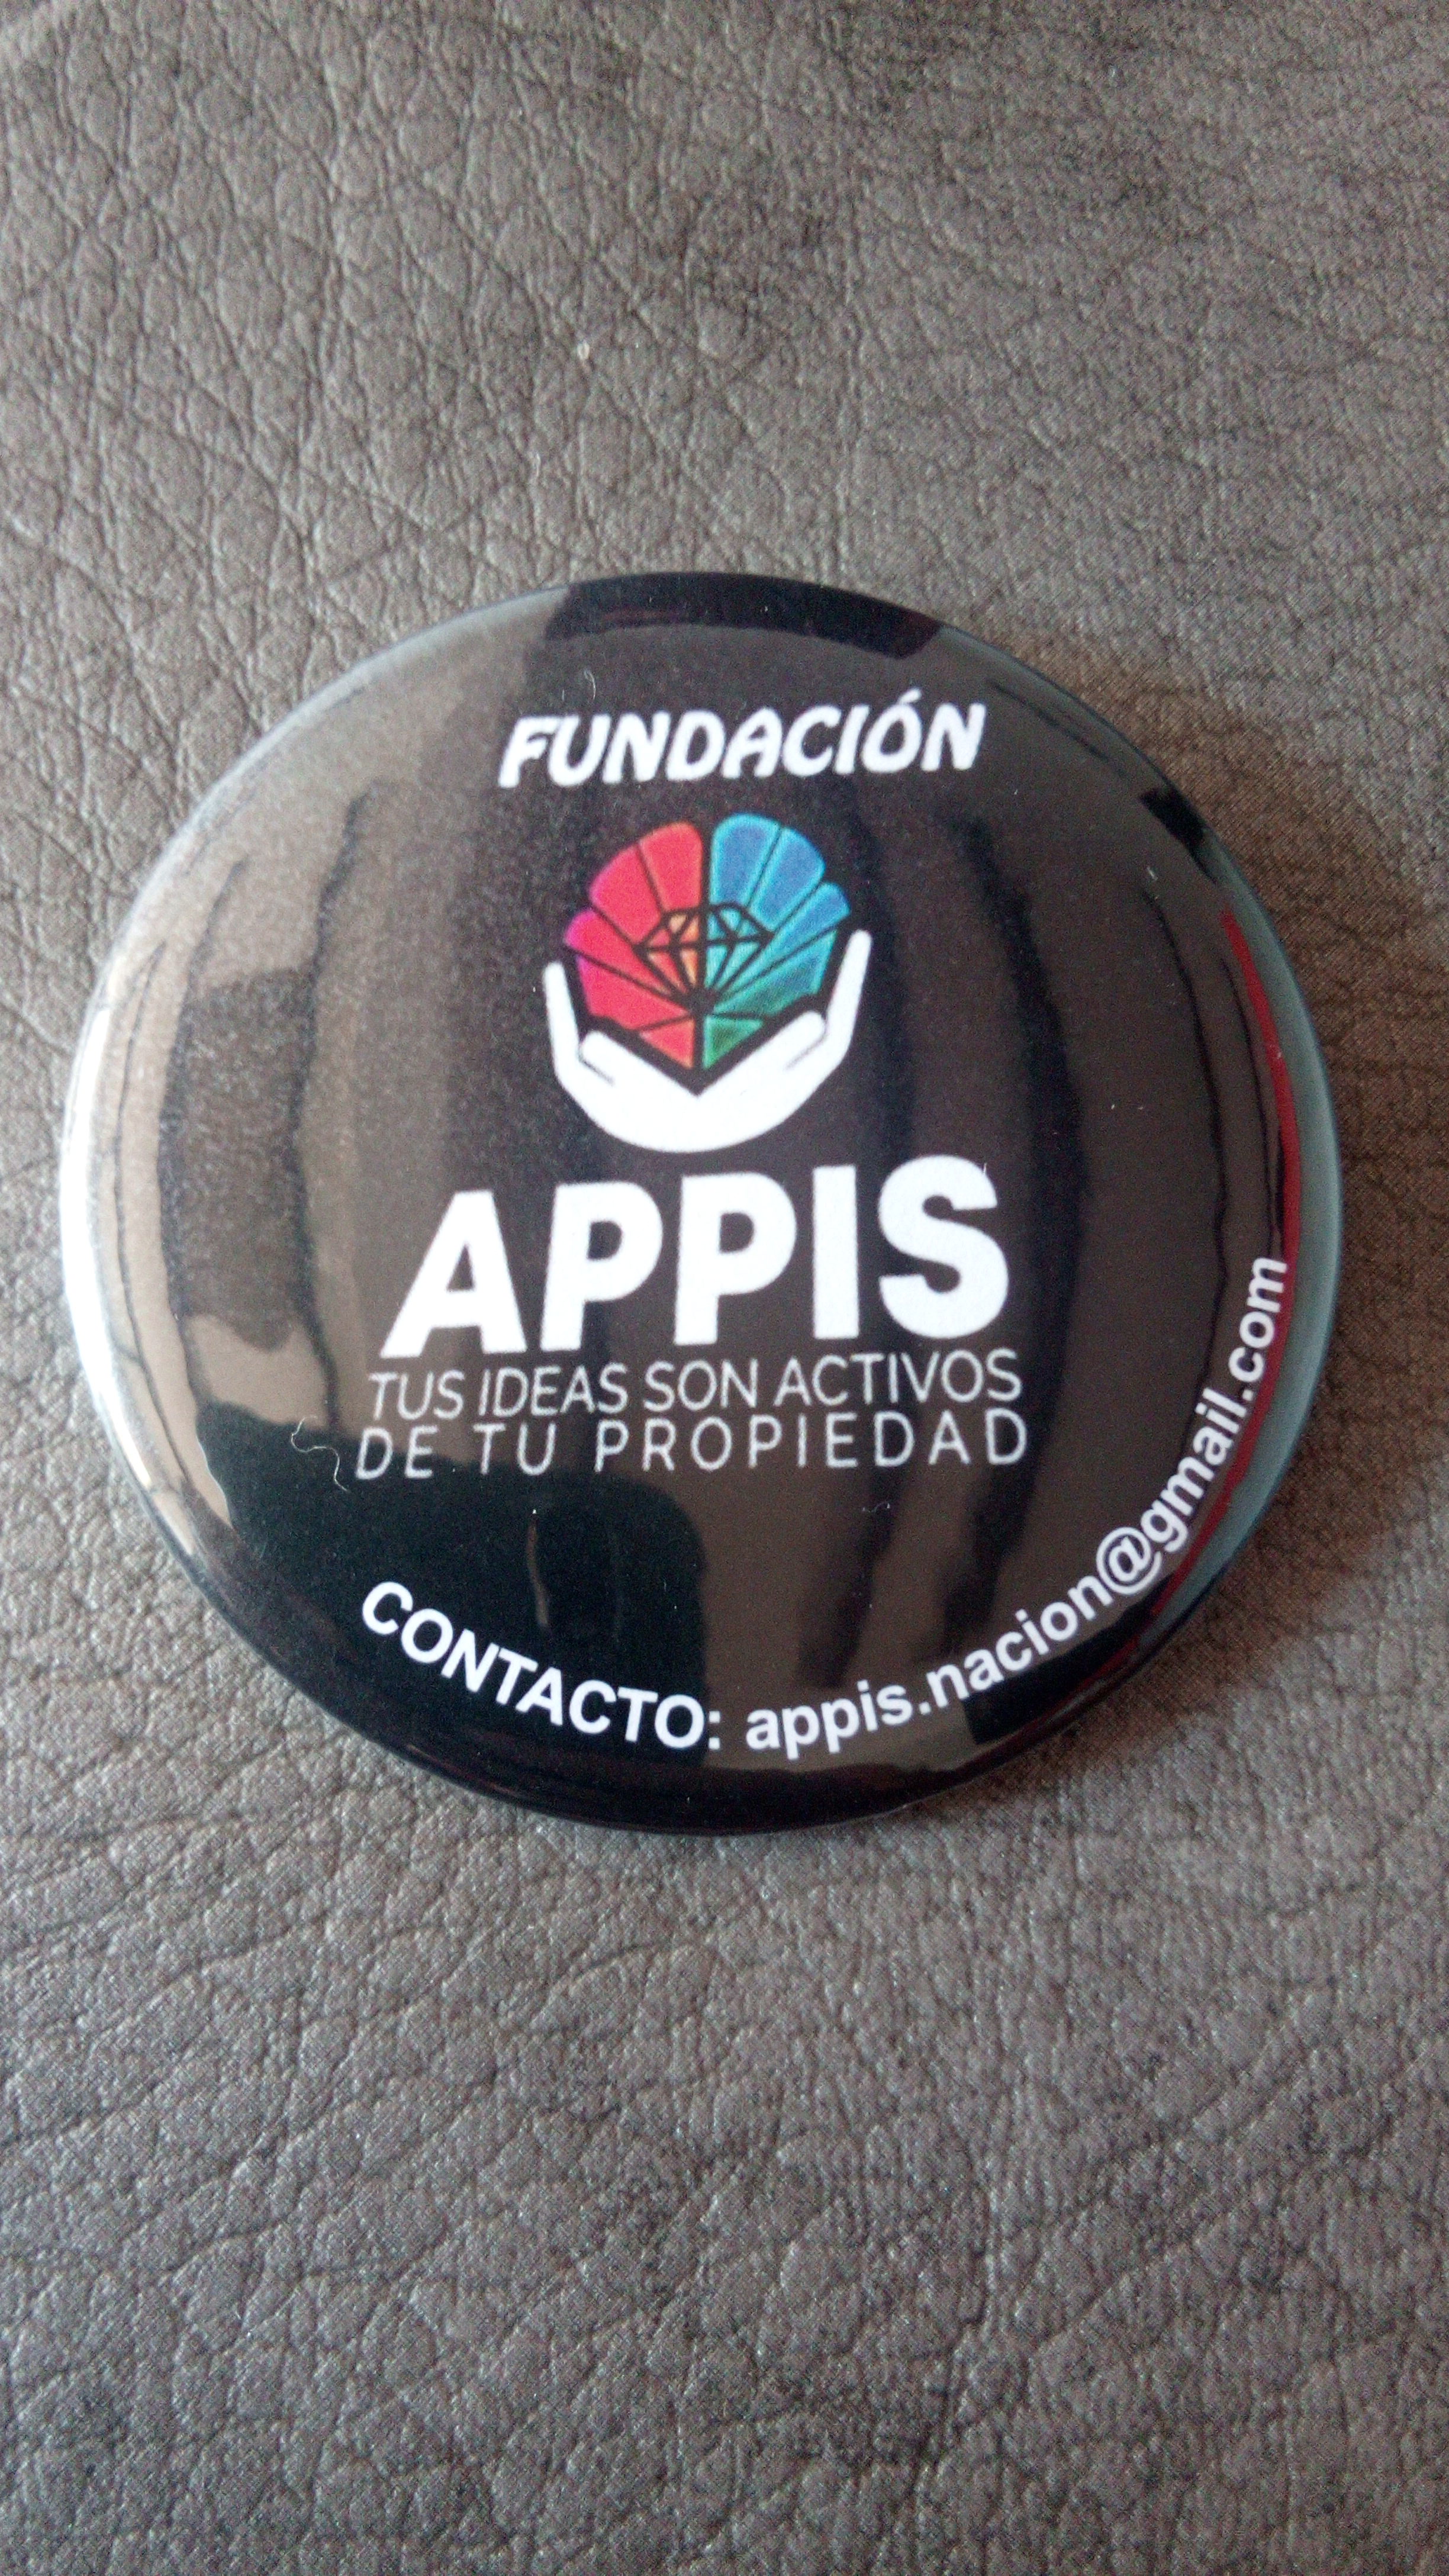 FUNDACIÓN
APPIS
TUS IDEAS SON ACTIVOS
DE TU PROPIEDAD
CONTACTO: appis.nacion@gmail.com